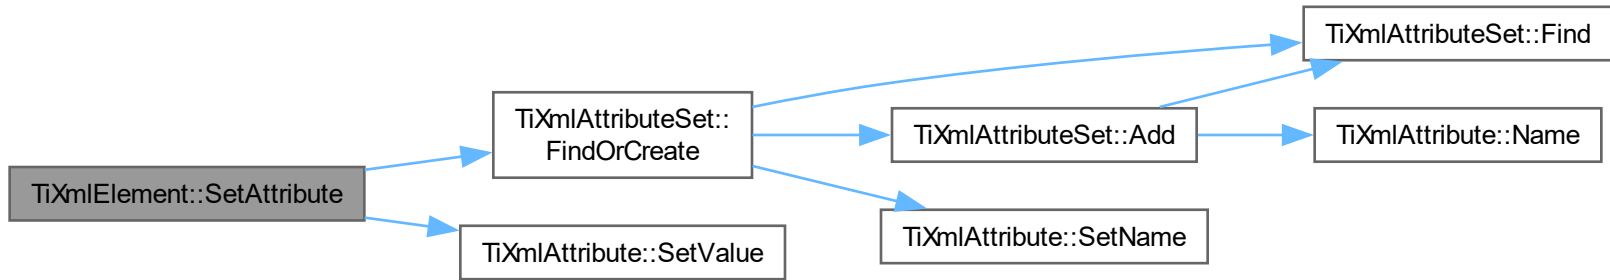 TiXmlElement::SetAttribute
TiXmlAttributeSet::
FindOrCreate
TiXmlAttribute::SetValue
TiXmlAttributeSet::Add
TiXmlAttribute::SetName
TiXmlAttributeSet::Find
TiXmlAttribute::Name